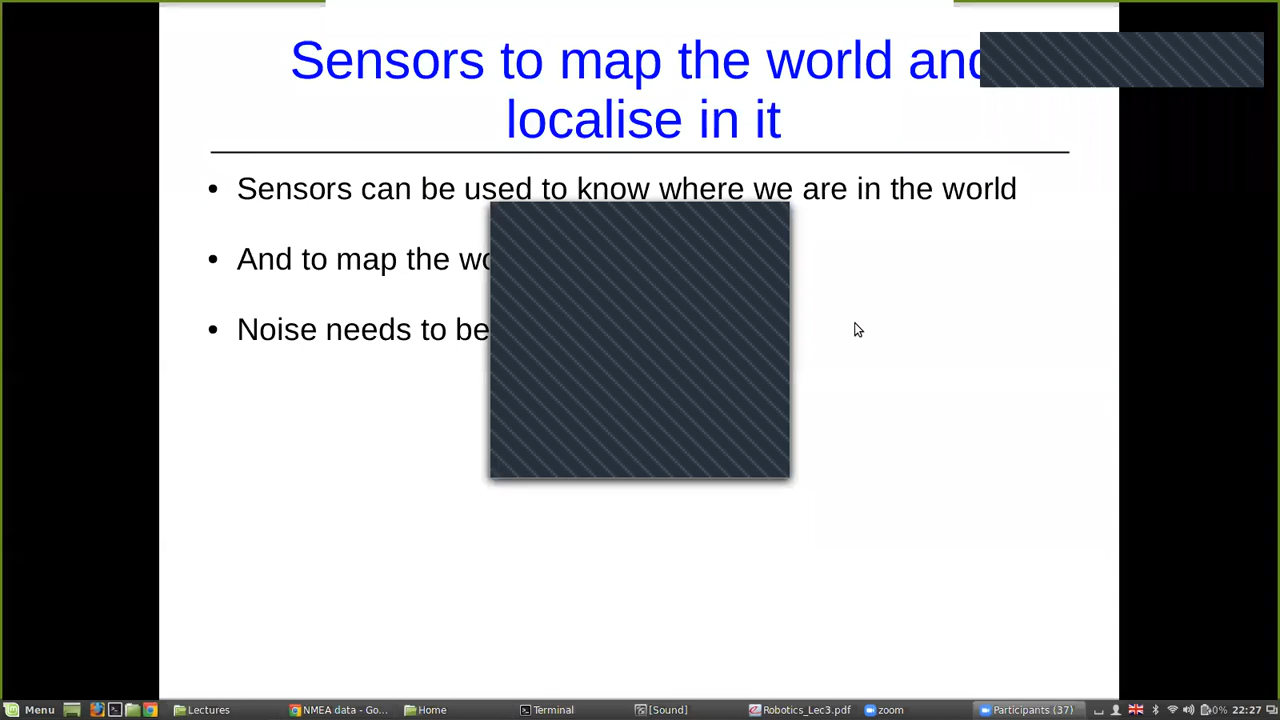 Sensors to map the world and
localise in it
Sensors can be used to know where we are in the world
And to map the
Noise needs to be
Menu
Lectures
NMEA data - Go...
Home
Terminal
[Sound]
Robotics_Lec3.pdf
zoom
Participants (37)
22:27